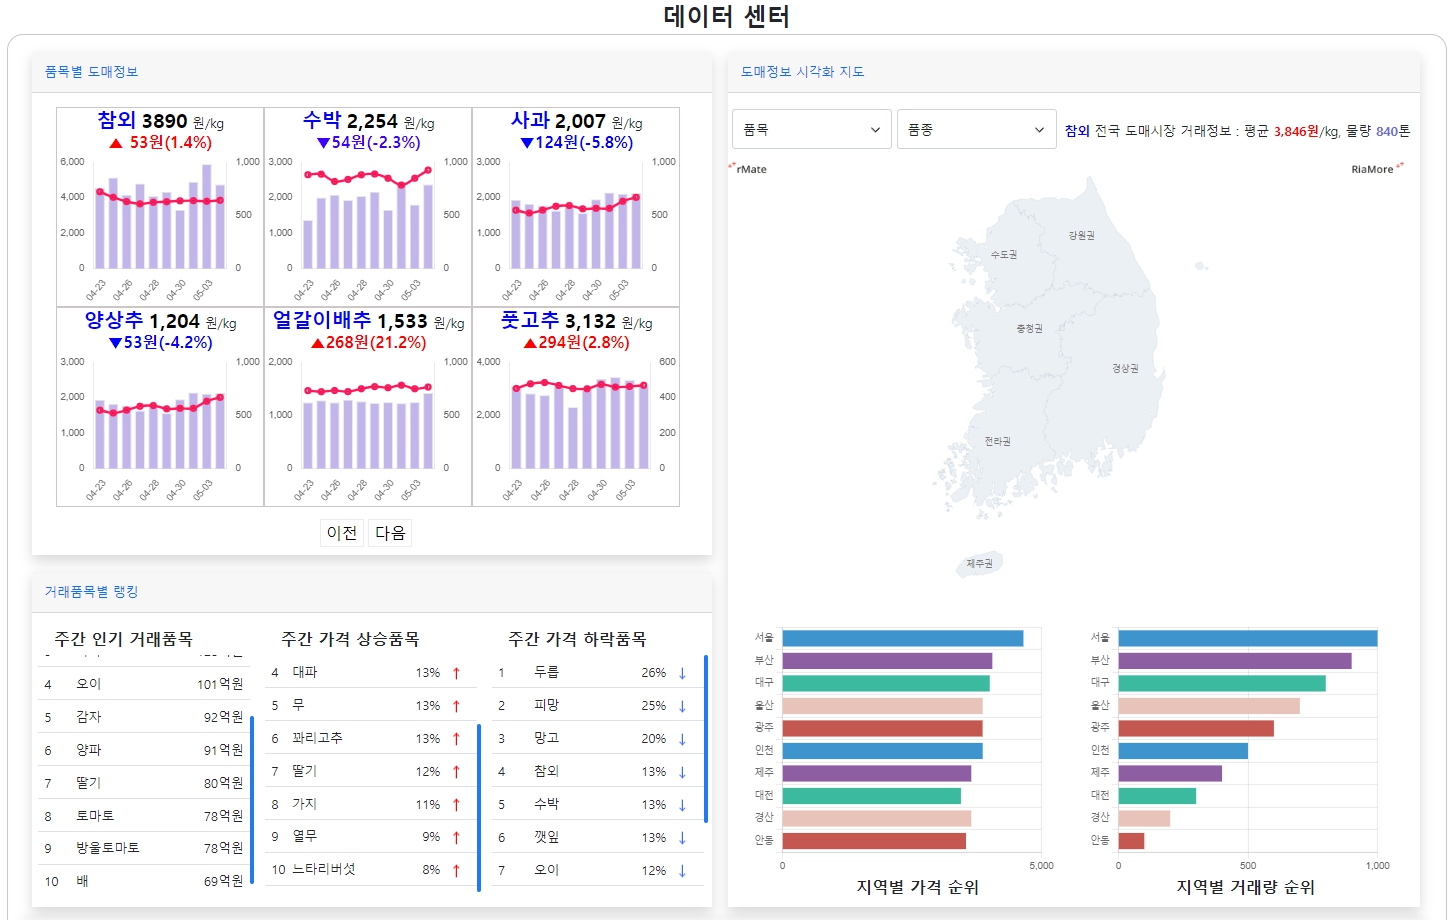 데이터 센터
품목별 도매정보
참외 3890 원/kg
▲ 53원(1.4%)
6,000
4,000
2,000
0
1,000
500
0
04-23 04-26 04-28 04-30 05-03
수박 2,254 원/kg
▼54원(-2.3%)
3,000
2,000
1,000
0
1,000
500
0
04-23 04-26 04-28 04-30 05-03
사과 2,007 원/kg
▼124원(-5.8%)
3,000
2,000
1,000
0
1,000
500
0
04-23 04-26 04-28 04-30 05-03
양상추 1,204 원/kg
▼53원(-4.2%)
3,000
2,000
1,000
0
1,000
500
0
04-23 04-26 04-28 04-30 05-03
얼갈이배추 1,533 원/kg
▲268원(21.2%)
2,000
1,000
0
1,000
500
0
04-23 04-26 04-28 04-30 05-03
풋고추 3,132 원/kg
▲294원(2.8%)
4,000
2,000
0
600
400
200
0
04-23 04-26 04-28 04-30 05-03
이전 다음
거래품목별 랭킹
주간 인기 거래품목
4 오이 101억원
5 감자 92억원
6 양파 91억원
7 딸기 80억원
8 토마토 78억원
9 방울토마토 78억원
10 배 69억원
주간 가격 상승품목
4 대파 13% ↑
5 무 13% ↑
6 꽈리고추 13% ↑
7 딸기 12% ↑
8 가지 11% ↑
9 열무 9% ↑
10 느타리버섯 8% ↑
주간 가격 하락품목
1 두릅 26% ↓
2 피망 25% ↓
3 망고 20% ↓
4 참외 13% ↓
5 수박 13% ↓
6 깻잎 13% ↓
7 오이 12% ↓
도매정보 시각화 지도
품목 품종 참외 전국 도매시장 거래정보 : 평균 3,846원/kg, 물량 840톤
rMate RiaMore
강원권
수도권
충청권
경상권
전라권
제주권
서울
부산
대구
울산
광주
인천
제주
대전
경산
안동
0 5,000
지역별 가격 순위
서울
부산
대구
울산
광주
인천
제주
대전
경산
안동
0 500 1,000
지역별 거래량 순위